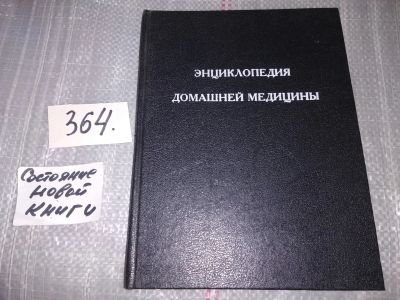 ЭНЦИКЛОПЕДИЯ
ДОМАШНЕЙ МЕДИЦИНЫ
364.
Состояние
новой
книги